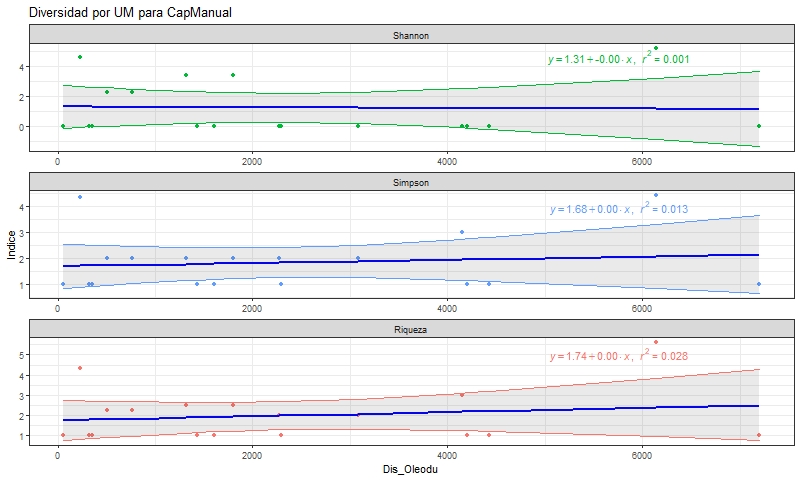 Diversidad por UM para CapManual
Shannon
y = 1.31 + -0.00 · x, r² = 0.001
4
2
0
0 2000 4000 6000
Simpson
y = 1.68 + 0.00 · x, r² = 0.013
4
3
2
1
Indice
0 2000 4000 6000
Riqueza
y = 1.74 + 0.00 · x, r² = 0.028
5
4
3
2
1
0 2000 4000 6000
Dis_Oleodu